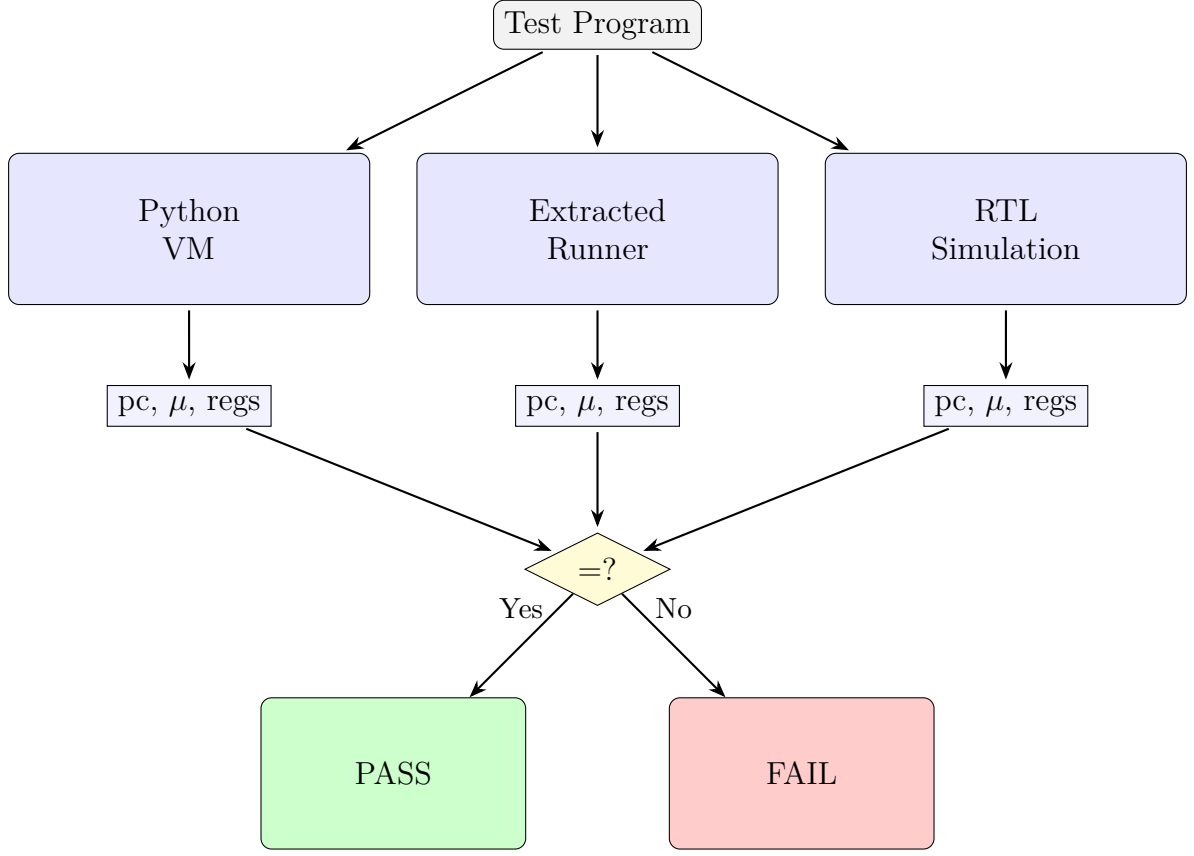 Test Program
Python
VM
Extracted
Runner
RTL
Simulation
pc, μ, regs
pc, μ, regs
pc, μ, regs
=?
Yes
No
PASS
FAIL